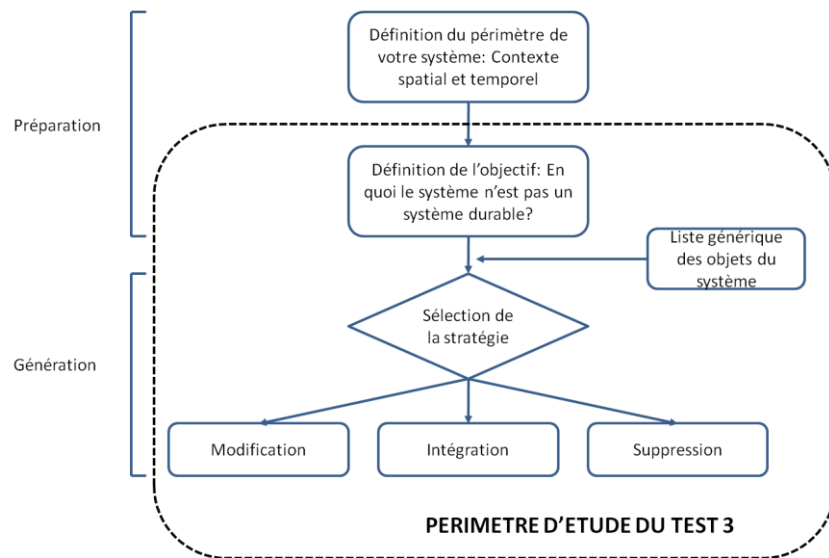 Définition du périmètre de
votre système: Contexte
spatial et temporel
Préparation
Définition de l'objectif: En
quoi le système n'est pas un
système durable?
Liste générique
des objets du
système
Sélection de
la stratégie
Génération
Modification
Intégration
Suppression
PERIMETRE D'ETUDE DU TEST 3